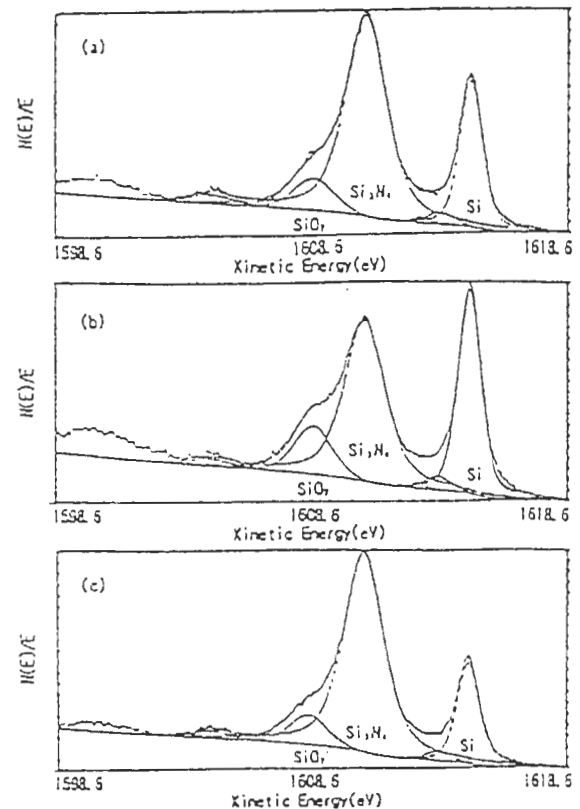 (a)
N(E)/E
Si₃N₄
Si
SiO₂
1598.6 1608.6 1618.6
Kinetic Energy(eV)
(b)
N(E)/E
Si₃N₄
Si
SiO₂
1598.6 1608.6 1618.6
Kinetic Energy(eV)
(c)
N(E)/E
Si₃N₄
Si
SiO₂
1598.6 1608.6 1618.6
Kinetic Energy(eV)